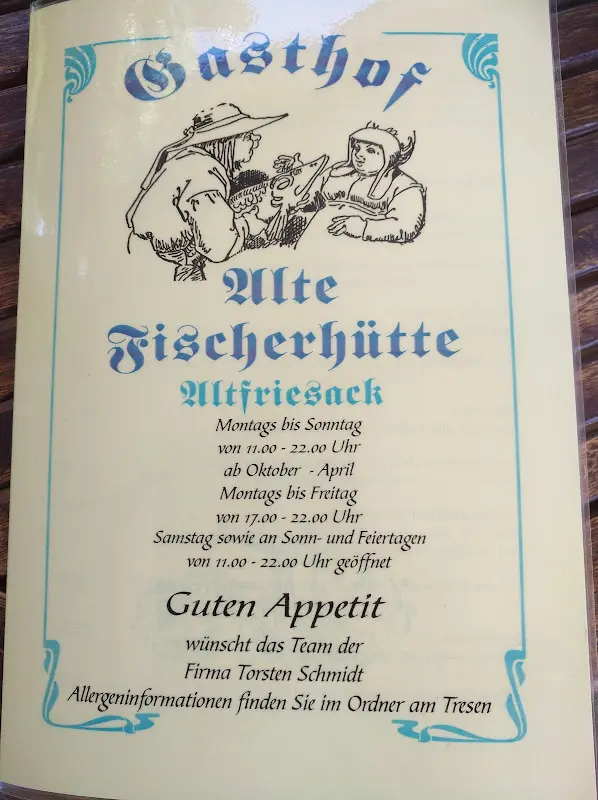 Gasthof
Alte
Fischerhütte
Altfriesack
Montags bis Sonntag
von 11.00 - 22.00 Uhr
ab Oktober - April
Montags bis Freitag
von 17.00 - 22.00 Uhr
Samstag sowie an Sonn- und Feiertagen
von 11.00 - 22.00 Uhr geöffnet
Guten Appetit
wünscht das Team der
Firma Torsten Schmidt
Allergeninformationen finden Sie im Ordner am Tresen